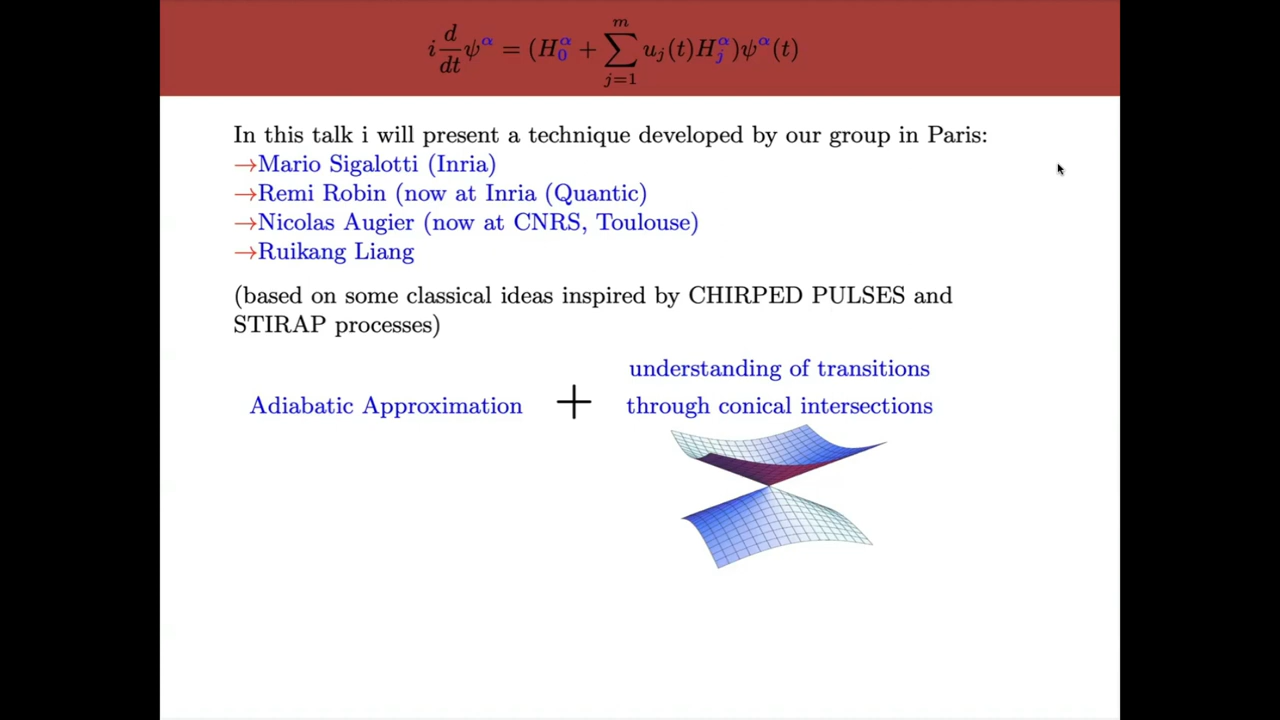 i d/dt ψ^α = (H_0^α + ∑_{j=1}^{m} u_j(t)H_j^α)ψ^α(t)
In this talk i will present a technique developed by our group in Paris:
→Mario Sigalotti (Inria)
→Remi Robin (now at Inria (Quantic)
→Nicolas Augier (now at CNRS, Toulouse)
→Ruikang Liang
(based on some classical ideas inspired by CHIRPED PULSES and
STIRAP processes)
Adiabatic Approximation + understanding of transitions
through conical intersections